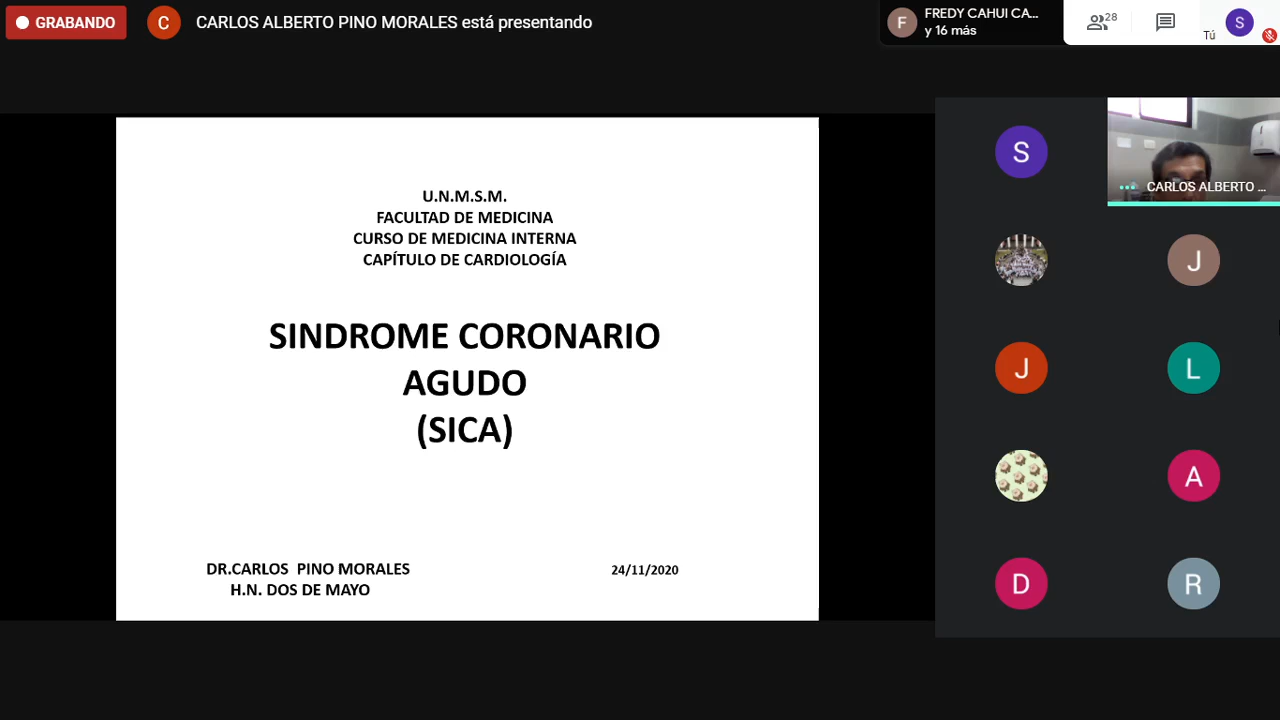 GRABANDO
C
CARLOS ALBERTO PINO MORALES está presentando
F
FREDY CAHUI CA...
y 16 más
28
Tú
S
U.N.M.S.M.
FACULTAD DE MEDICINA
CURSO DE MEDICINA INTERNA
CAPÍTULO DE CARDIOLOGÍA
SINDROME CORONARIO
AGUDO
(SICA)
DR.CARLOS PINO MORALES
H.N. DOS DE MAYO
24/11/2020
S
CARLOS ALBERTO ...
J
J
L
A
D
R